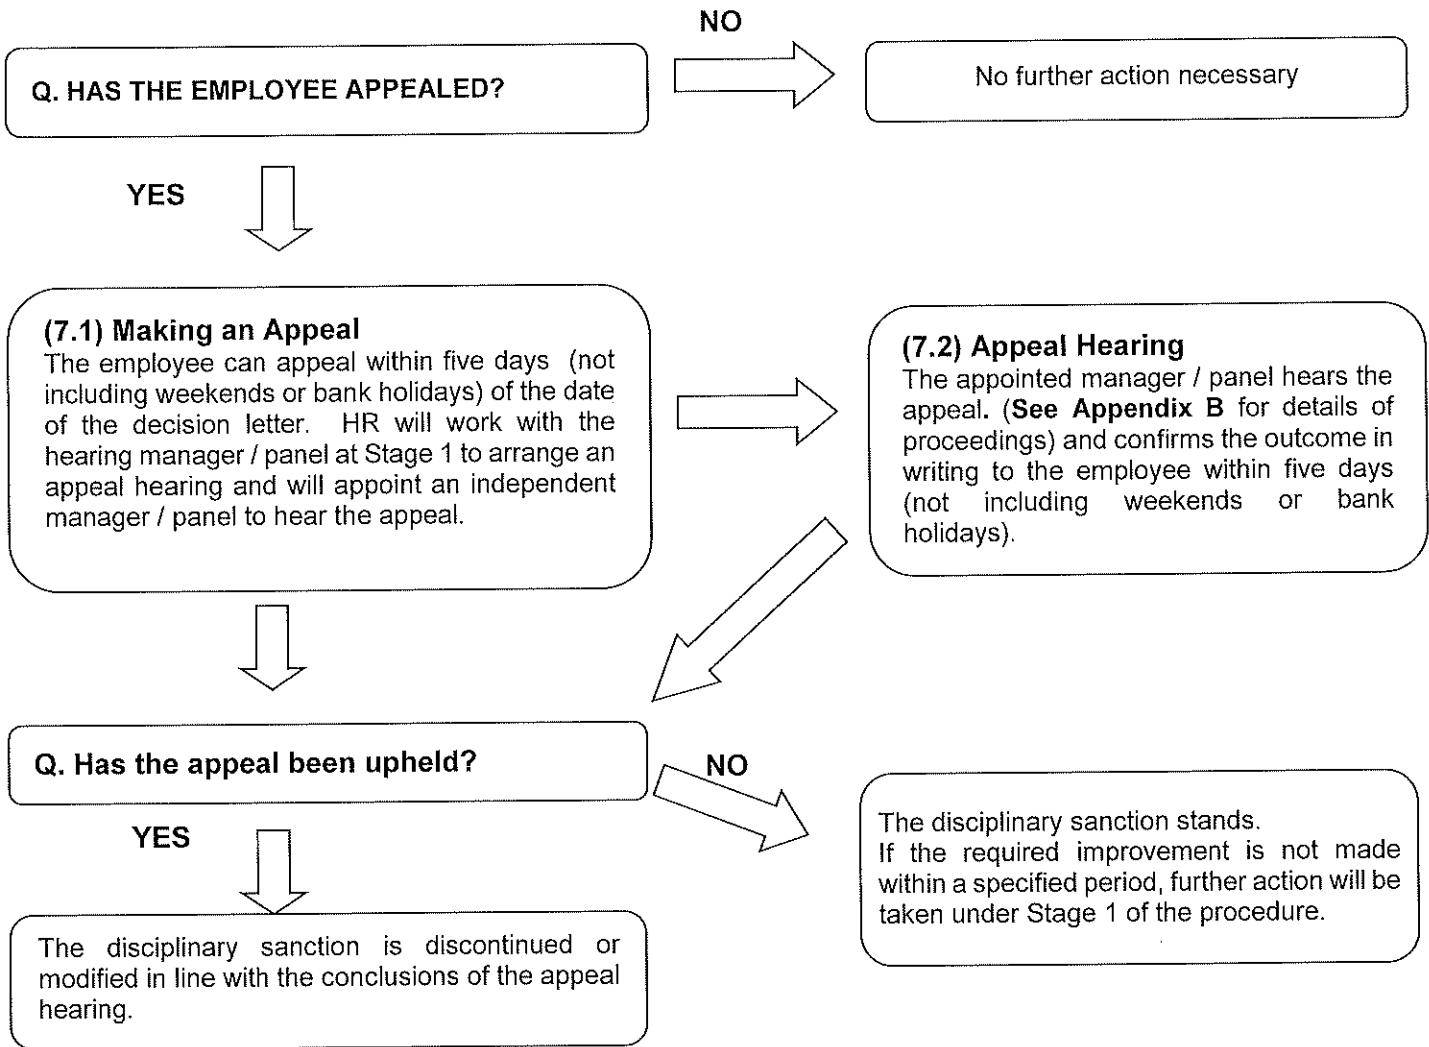 NO
Q. HAS THE EMPLOYEE APPEALED?
No further action necessary
YES
(7.1) Making an Appeal
The employee can appeal within five days (not
including weekends or bank holidays) of the date
of the decision letter. HR will work with the
hearing manager / panel at Stage 1 to arrange an
appeal hearing and will appoint an independent
manager / panel to hear the appeal.
(7.2) Appeal Hearing
The appointed manager / panel hears the
appeal. (See Appendix B for details of
proceedings) and confirms the outcome in
writing to the employee within five days
(not including weekends or bank
holidays).
Q. Has the appeal been upheld?
NO
The disciplinary sanction stands.
If the required improvement is not made
within a specified period, further action will be
taken under Stage 1 of the procedure.
YES
The disciplinary sanction is discontinued or
modified in line with the conclusions of the appeal
hearing.